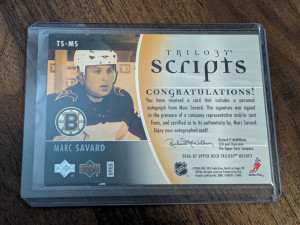 TS-MS
TRILOGY
scripts
CONGRATULATIONS!
You have received a card that includes a personal
autograph from Marc Savard. This signature was signed
in the presence of a company representative and/or cast
from, and certified as to its authenticity by, Marc Savard.
Enjoy your autographed card!
Richard P. McWilliam
CEO and Chairman
The Upper Deck Company
MARC SAVARD
2006-07 UPPER DECK TRILOGY HOCKEY